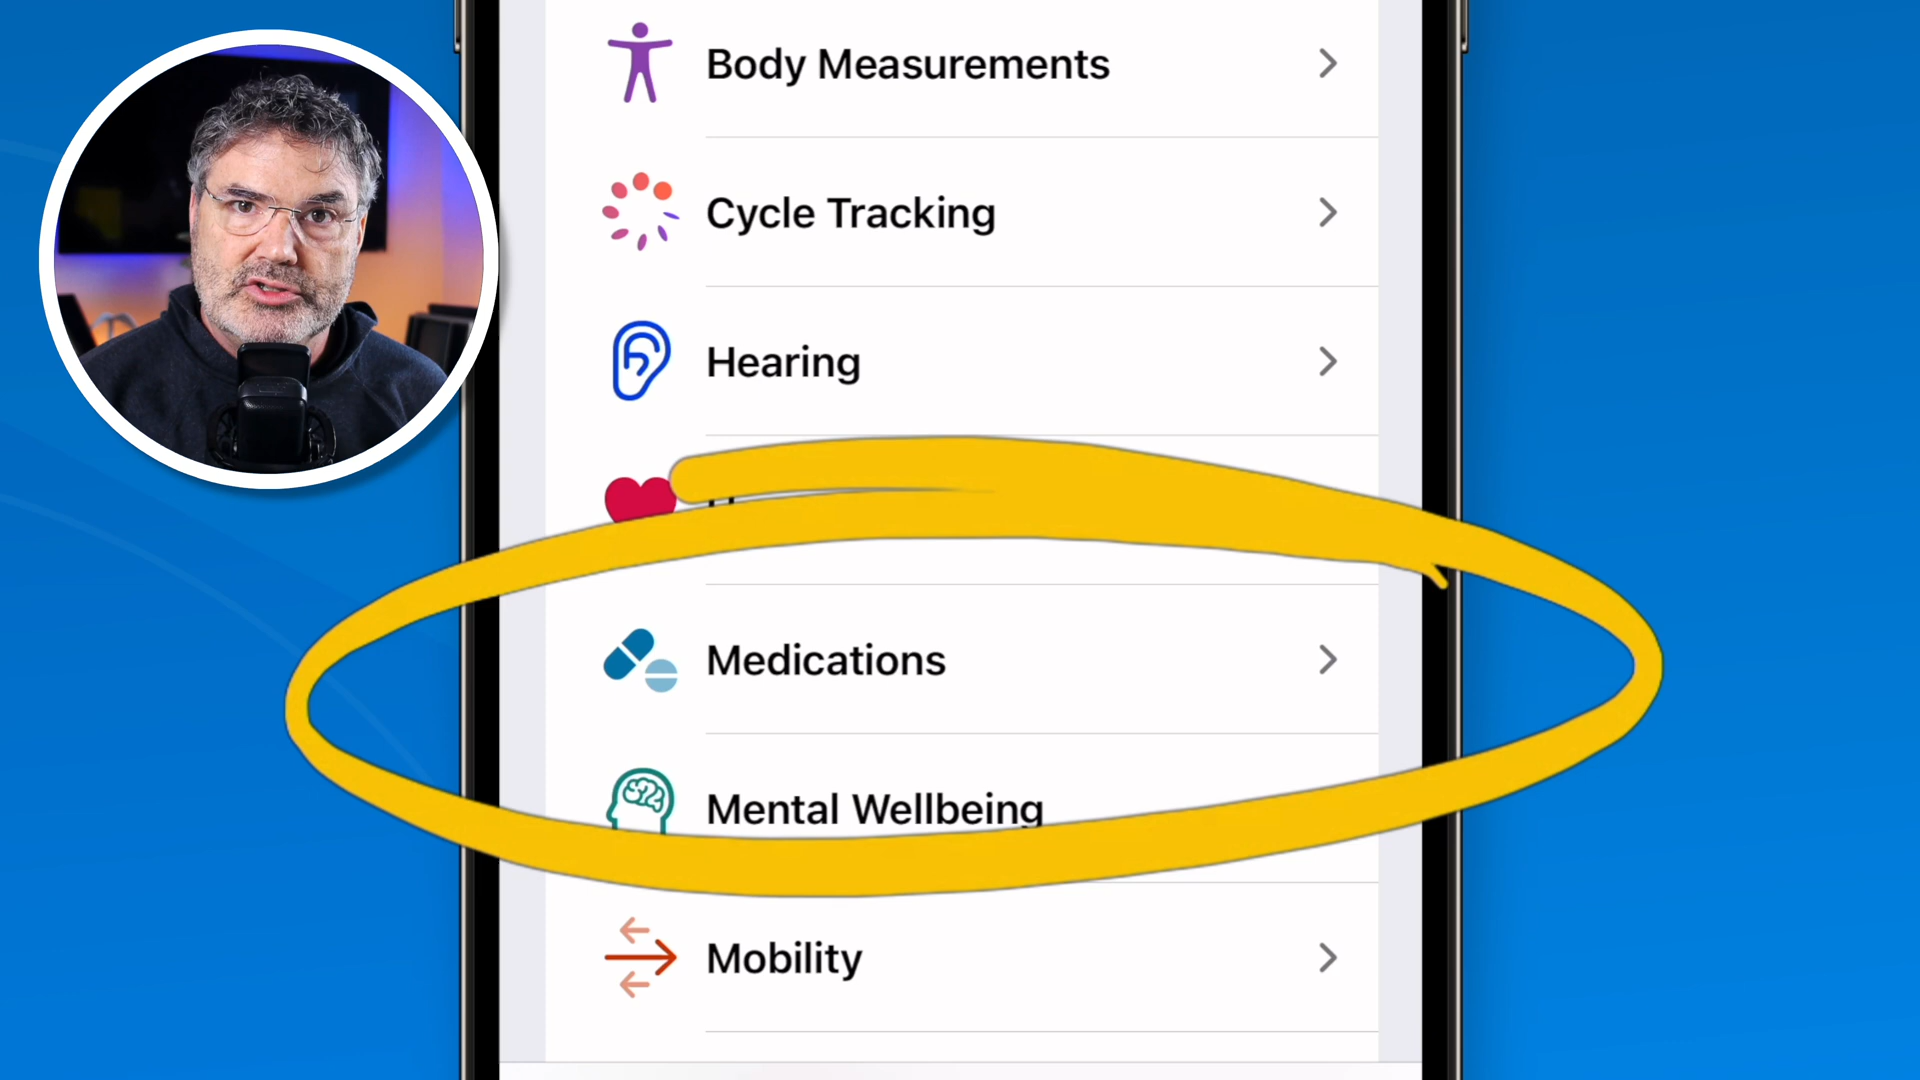 Body Measurements
Cycle Tracking
Hearing
Medications
Mental Wellbeing
Mobility